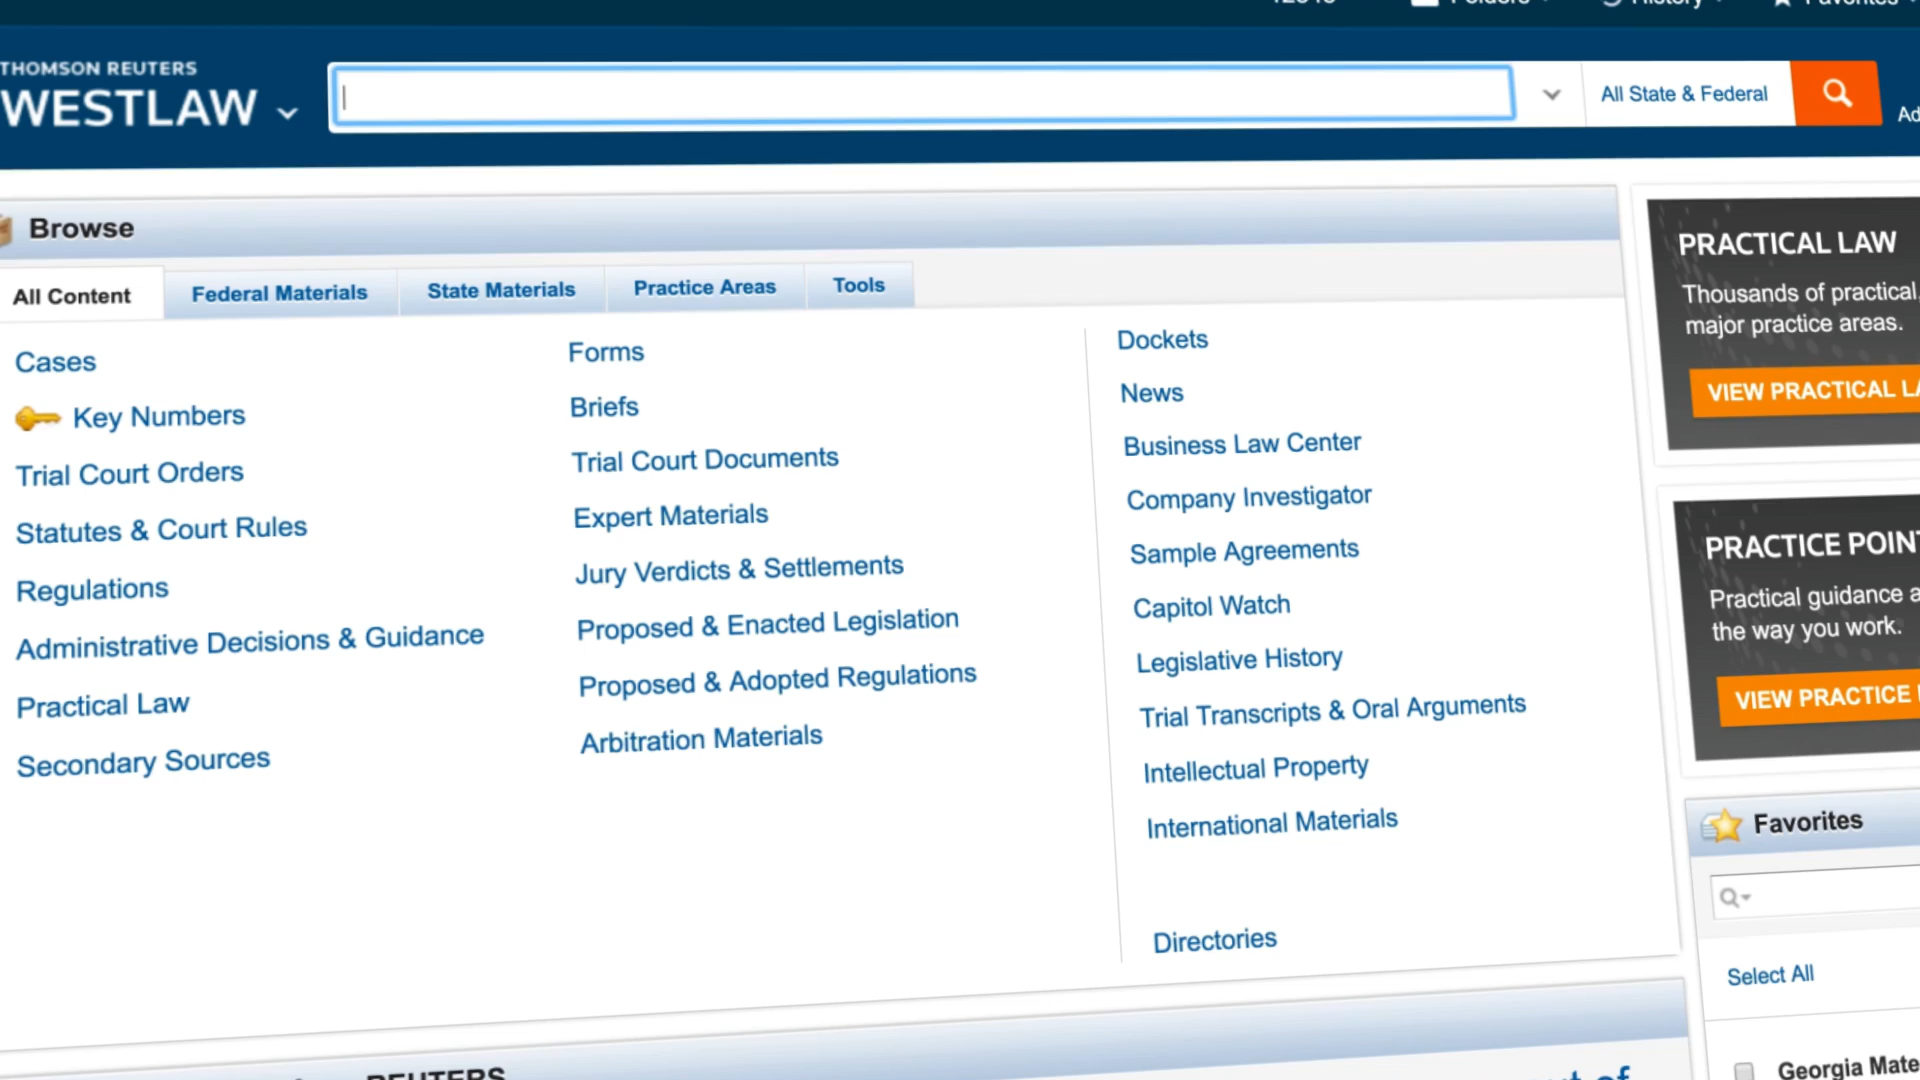 History
THOMSON REUTERS
WESTLAW
All State & Federal
Browse
All Content
Federal Materials
State Materials
Practice Areas
Tools
Cases
Key Numbers
Trial Court Orders
Statutes & Court Rules
Regulations
Administrative Decisions & Guidance
Practical Law
Secondary Sources
Forms
Briefs
Trial Court Documents
Expert Materials
Jury Verdicts & Settlements
Proposed & Enacted Legislation
Proposed & Adopted Regulations
Arbitration Materials
Dockets
News
Business Law Center
Company Investigator
Sample Agreements
Capitol Watch
Legislative History
Trial Transcripts & Oral Arguments
Intellectual Property
International Materials
Directories
PRACTICAL LAW
Thousands of practical,
major practice areas.
VIEW PRACTICAL
PRACTICE POINT
Practical guidance
the way you work.
VIEW PRACTICE
Favorites
Select All
Georgia
REUTERS
of